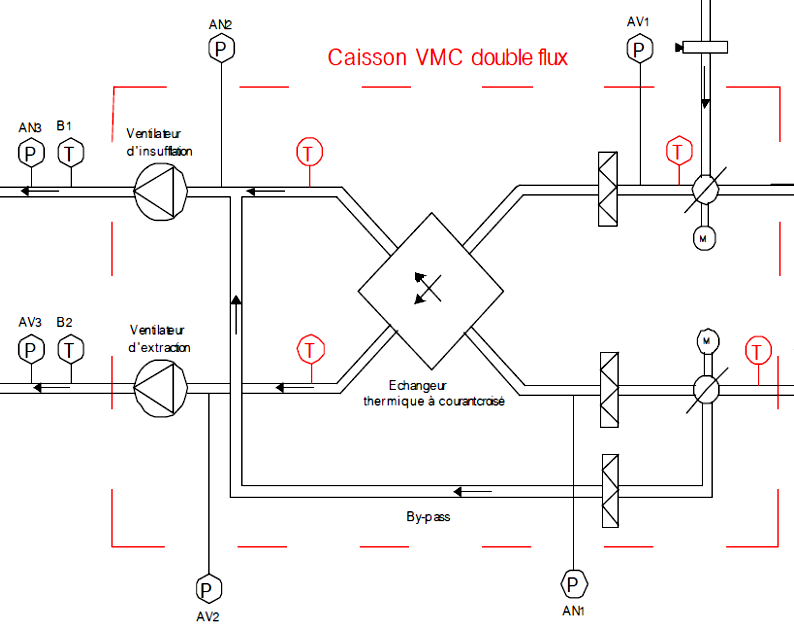 AN2
AV1
P
P
Caisson VMC double flux
AN3
B1
Ventilateur
d'insufflation
P
T
T
T
M
AV3
B2
Ventilateur
d'extraction
P
T
T
M
T
Echangeur
thermique à courantcroisé
By-pass
P
P
AV2
AN1